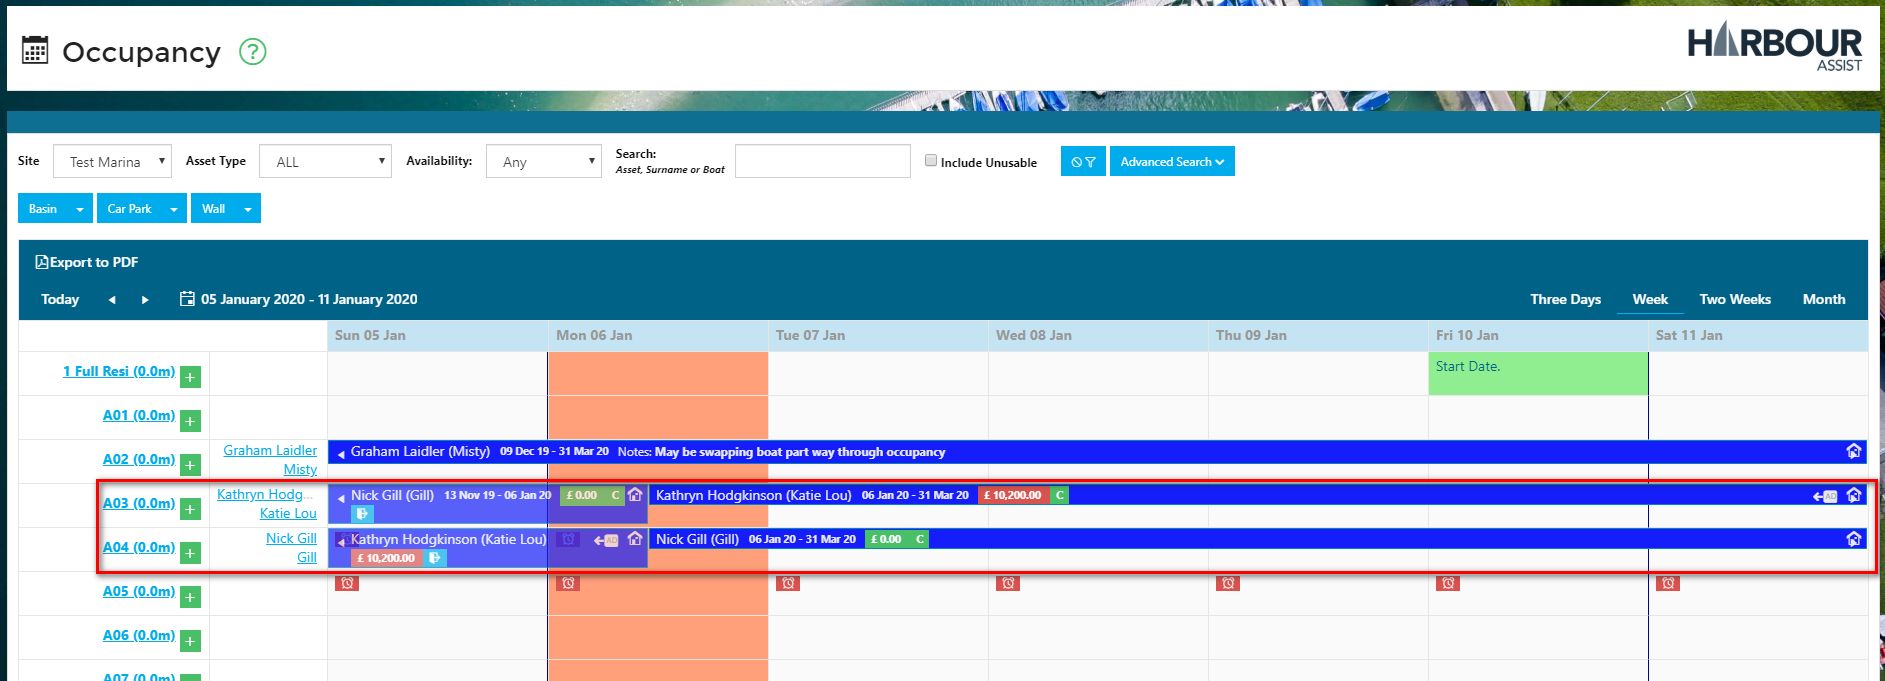 Occupancy ?
HARBOUR
ASSIST
Site Test Marina Asset Type ALL Availability: Any Search: Include Unusable Advanced Search
Asset, Surname or Boat
Basin Car Park Wall
Export to PDF
Today 05 January 2020 - 11 January 2020 Three Days Week Two Weeks Month
Sun 05 Jan Mon 06 Jan Tue 07 Jan Wed 08 Jan Thu 09 Jan Fri 10 Jan Sat 11 Jan
1 Full Resi (0.0m) + Start Date.
A01 (0.0m) +
A02 (0.0m) + Graham Laidler Graham Laidler (Misty) 09 Dec 19 - 31 Mar 20 Notes: May be swapping boat part way through occupancy
Misty
A03 (0.0m) + Kathryn Hodg... Nick Gill (Gill) 13 Nov 19 - 06 Jan 20 £ 0.00 C Kathryn Hodgkinson (Katie Lou) 06 Jan 20 - 31 Mar 20 £ 10,200.00 C AD
Katie Lou
A04 (0.0m) + Nick Gill Kathryn Hodgkinson (Katie Lou) AD Nick Gill (Gill) 06 Jan 20 - 31 Mar 20 £ 0.00 C
Gill £ 10,200.00
A05 (0.0m) +
A06 (0.0m) +
A07 (0.0m)